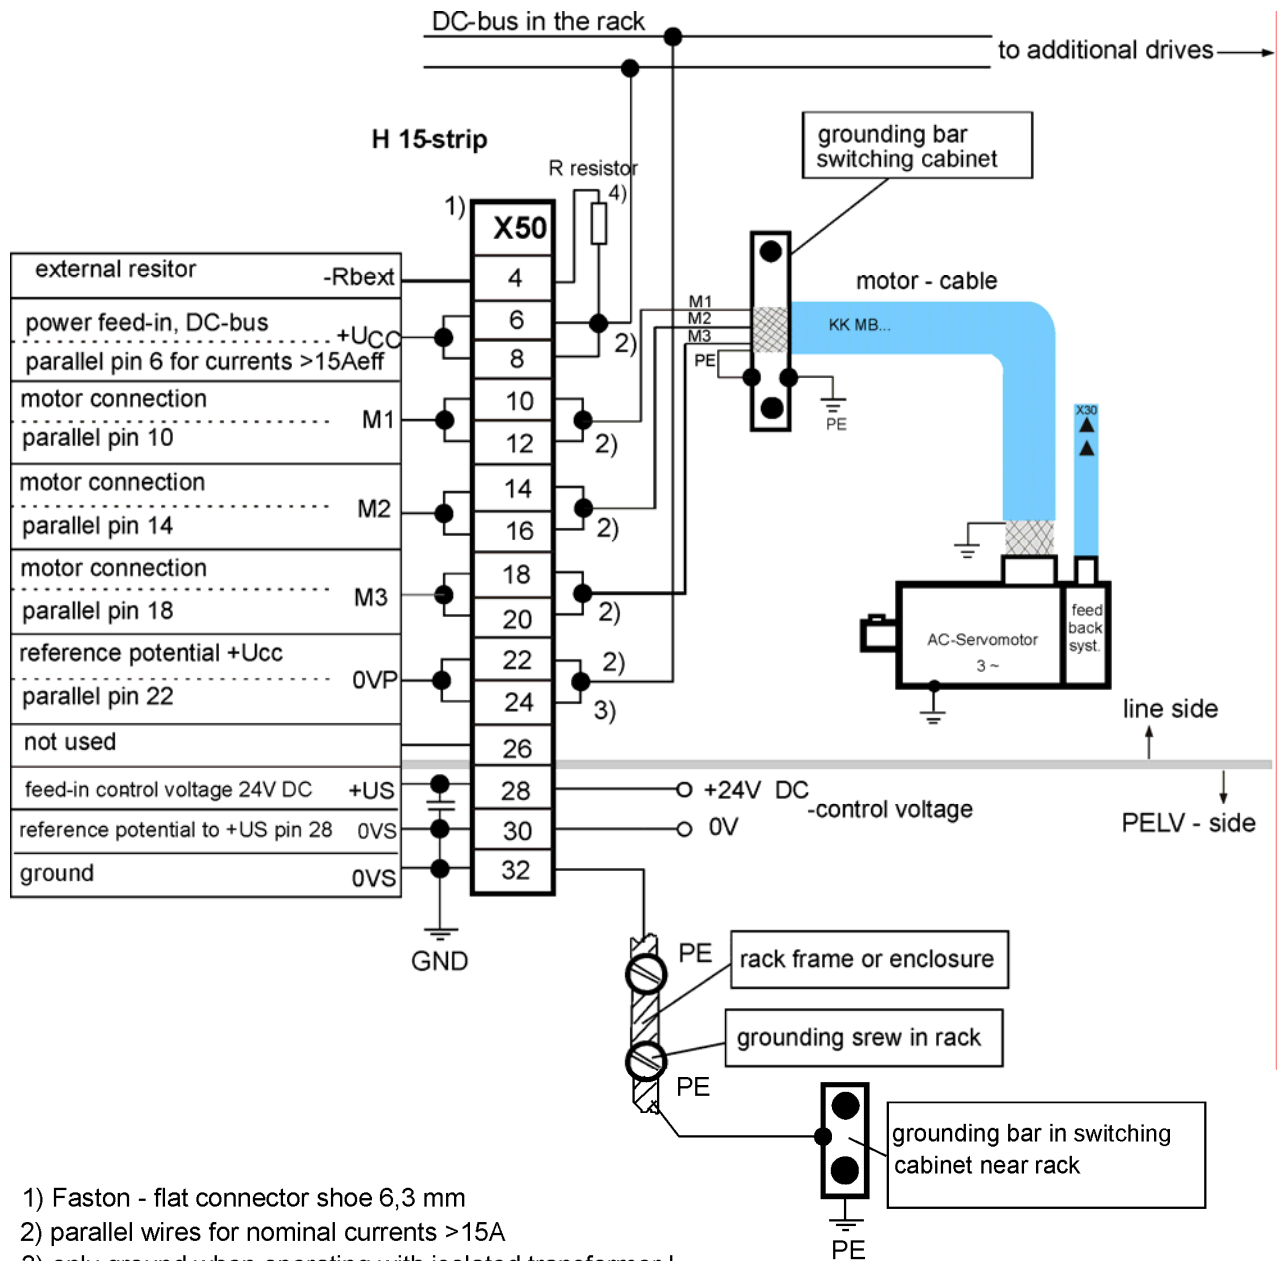 DC-bus in the rack
to additional drives
H 15-strip
grounding bar
switching cabinet
R resistor
4)
1)
X50
external resitor -Rbext 4
motor - cable
power feed-in, DC-bus
+UCC
parallel pin 6 for currents >15Aeff
6
8
2)
M1
M2
M3
PE
KK MB...
PE
motor connection
M1
parallel pin 10
10
12
2)
X30
motor connection
M2
parallel pin 14
14
16
2)
motor connection
M3
parallel pin 18
18
20
2)
AC-Servomotor
3 ~
feed
back
syst.
reference potential +Ucc
0VP
parallel pin 22
22
24
2)
3)
line side
not used 26
feed-in control voltage 24V DC +US 28 +24V DC
-control voltage
PELV - side
reference potential to +US pin 28 0VS 30 0V
ground 0VS 32
GND
PE
rack frame or enclosure
grounding srew in rack
PE
grounding bar in switching
cabinet near rack
PE
1) Faston - flat connector shoe 6,3 mm
2) parallel wires for nominal currents >15A
3) only ground when operating with isolated transformer !